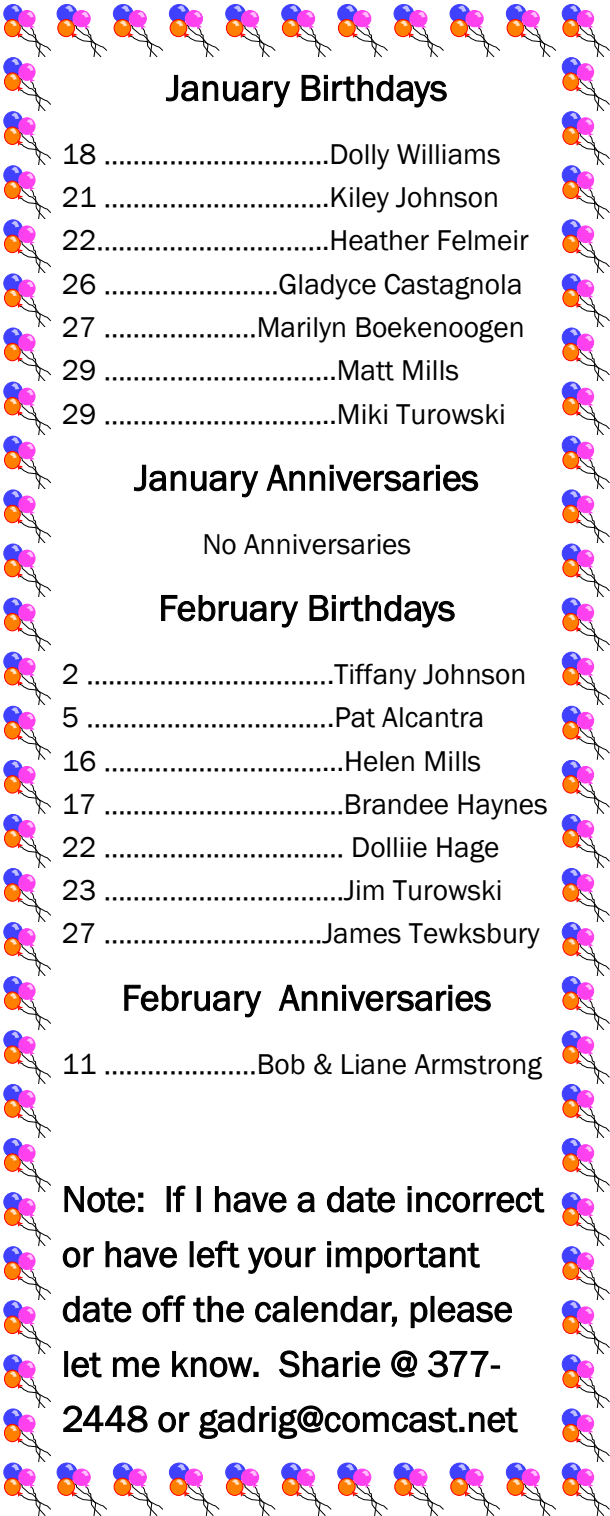 January Birthdays
18 ...............................Dolly Williams
21 ...............................Kiley Johnson
22................................Heather Felmeir
26 ........................Gladyce Castagnola
27 .....................Marilyn Boekenoogen
29 ................................Matt Mills
29 ................................Miki Turowski
January Anniversaries
No Anniversaries
February Birthdays
2 ..................................Tiffany Johnson
5 ..................................Pat Alcantra
16 .................................Helen Mills
17 .................................Brandee Haynes
22 ................................. Dolliie Hage
23 .................................Jim Turowski
27 ..............................James Tewksbury
February  Anniversaries
11 .....................Bob & Liane Armstrong
Note:  If I have a date incorrect
or have left your important
date off the calendar, please
let me know.  Sharie @ 377-
2448 or gadrig@comcast.net